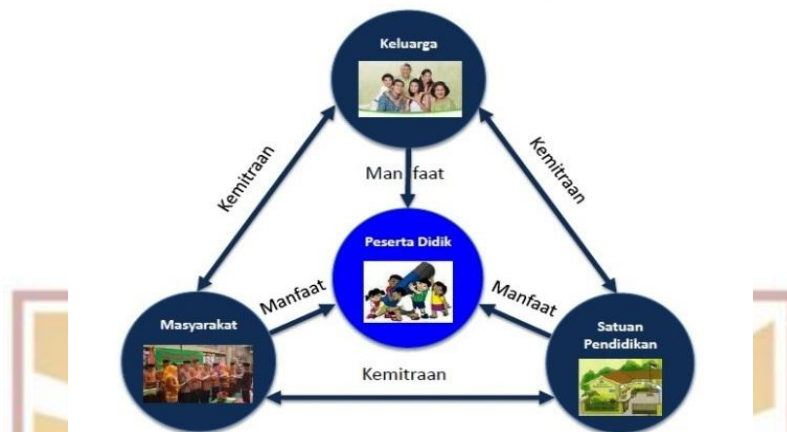 Keluarga
Kemitraan
Kemitraan
Manfaat
Peserta Didik
Manfaat
Manfaat
Masyarakat
Satuan
Pendidikan
Kemitraan